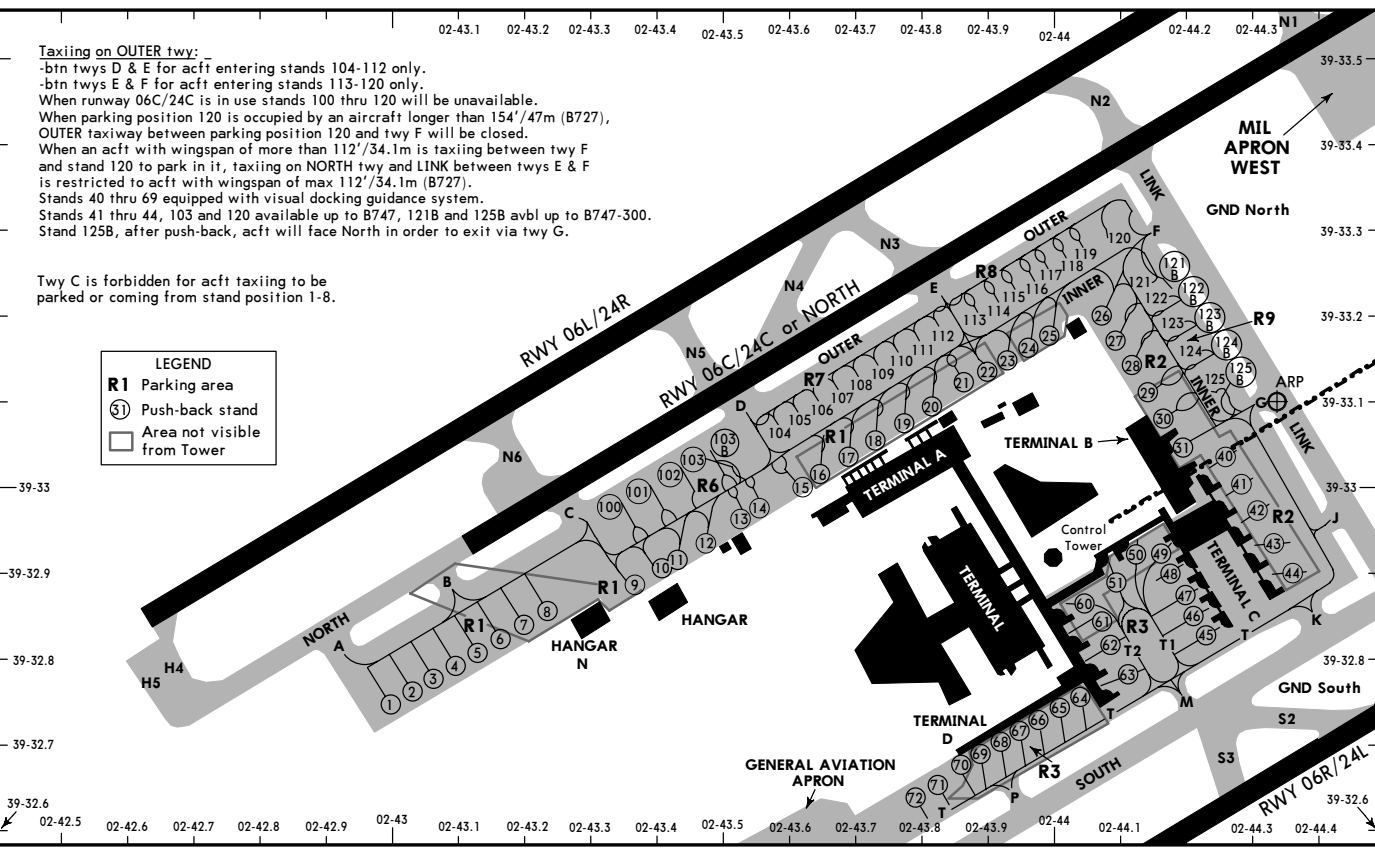 02-43.1
02-43.2
02-43.3
02-43.4
02-43.5
02-43.6
02-43.7
02-43.8
02-43.9
02-44
02-44.2
02-44.3
N1
Taxiing on OUTER twy:
-btn twys D & E for acft entering stands 104-112 only.
-btn twys E & F for acft entering stands 113-120 only.
When runway 06C/24C is in use stands 100 thru 120 will be unavailable.
When parking position 120 is occupied by an aircraft longer than 154'/47m (B727),
OUTER taxiway between parking position 120 and twy F will be closed.
When an acft with wingspan of more than 112'/34.1m is taxiing between twy F
and stand 120 to park in it, taxiing on NORTH twy and LINK between twys E & F
is restricted to acft with wingspan of max 112'/34.1m (B727).
Stands 40 thru 69 equipped with visual docking guidance system.
Stands 41 thru 44, 103 and 120 available up to B747, 121B and 125B avbl up to B747-300.
Stand 125B, after push-back, acft will face North in order to exit via twy G.
Twy C is forbidden for acft taxiing to be
parked or coming from stand position 1-8.
LEGEND
R1 Parking area
31 Push-back stand
Area not visible
from Tower
39-33.5
39-33.4
39-33.3
39-33.2
39-33.1
39-33
39-32.8
39-32.6
MIL
APRON
WEST
GND North
N2
LINK
N3
N4
N5
N6
RWY 06L/24R
RWY 06C/24C or NORTH
OUTER
OUTER
INNER
INNER
F
E
D
C
B
A
NORTH
H4
H5
R8
R7
R6
R1
R1
R1
R9
R2
R2
R3
R3
120
119
118
117
116
115
114
113
112
111
110
109
108
107
106
105
104
103
B
103
102
101
100
121
B
122
B
123
B
124
B
125
B
121
122
123
124
125
1
2
3
4
5
6
7
8
9
10
11
12
13
14
15
16
17
18
19
20
21
22
23
24
25
26
27
28
29
30
31
40
41
42
43
44
45
46
47
48
49
50
51
60
61
62
63
64
65
66
67
68
69
70
71
72
ARP
G
LINK
J
K
M
P
T
T
T
T1
T2
TERMINAL A
TERMINAL B
TERMINAL C
TERMINAL
TERMINAL
D
Control
Tower
HANGAR
HANGAR
N
GENERAL AVIATION
APRON
SOUTH
GND South
S2
S3
RWY 06R/24L
39-33
39-32.9
39-32.8
39-32.7
39-32.6
02-42.5
02-42.6
02-42.7
02-42.8
02-42.9
02-43
02-43.1
02-43.2
02-43.3
02-43.4
02-43.5
02-43.6
02-43.7
02-43.8
02-43.9
02-44
02-44.1
02-44.2
02-44.3
02-44.4